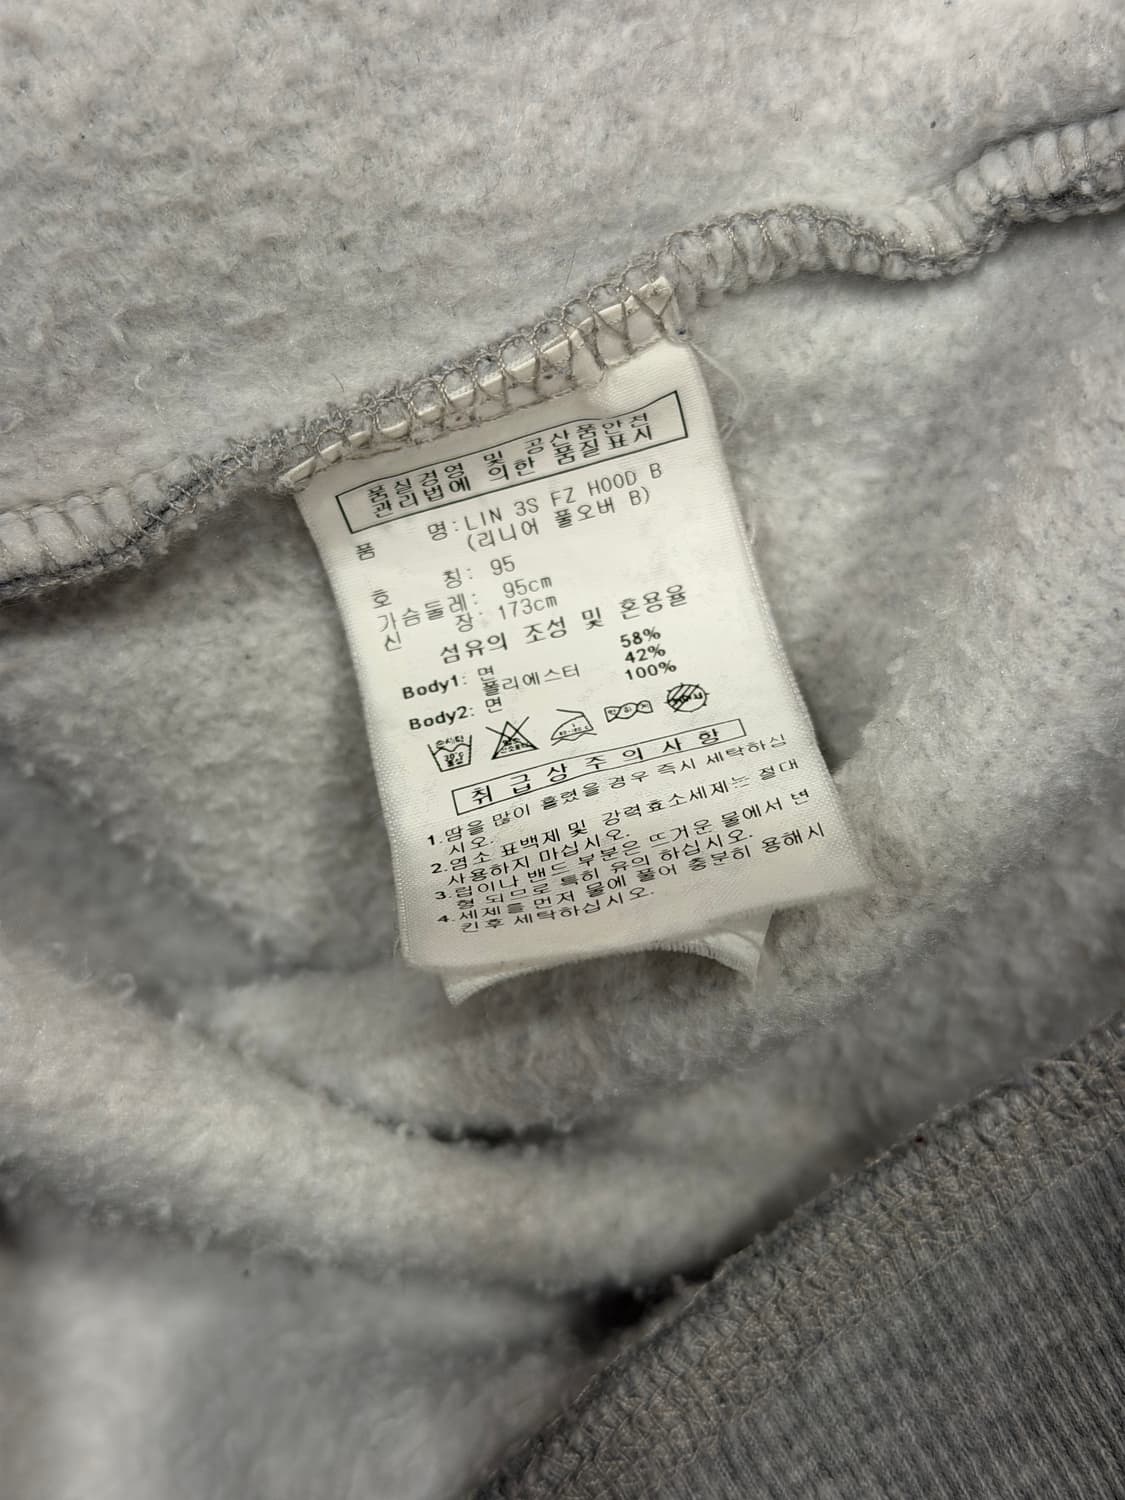 품질경영 및 공산품안전
관리법에 의한 품질표시
품 명: LIN 3S FZ HOOD B
(리니어 풀오버 B)
호 칭: 95
가슴둘레: 95cm
신 장: 173cm
섬유의 조성 및 혼용율
Body1: 면 58%
폴리에스터 42%
Body2: 면 100%
30℃
취급상주의사항
1.땀을 많이 흘렸을 경우 즉시 세탁하십
시오.
2.염소 표백제 및 강력효소세제는 절대
사용하지 마십시오.
3.립이나 밴드 부분은 뜨거운 물에서 변
형 되므로 특히 유의 하십시오.
4.세제를 먼저 물에 풀어 충분히 용해시
킨후 세탁하십시오.